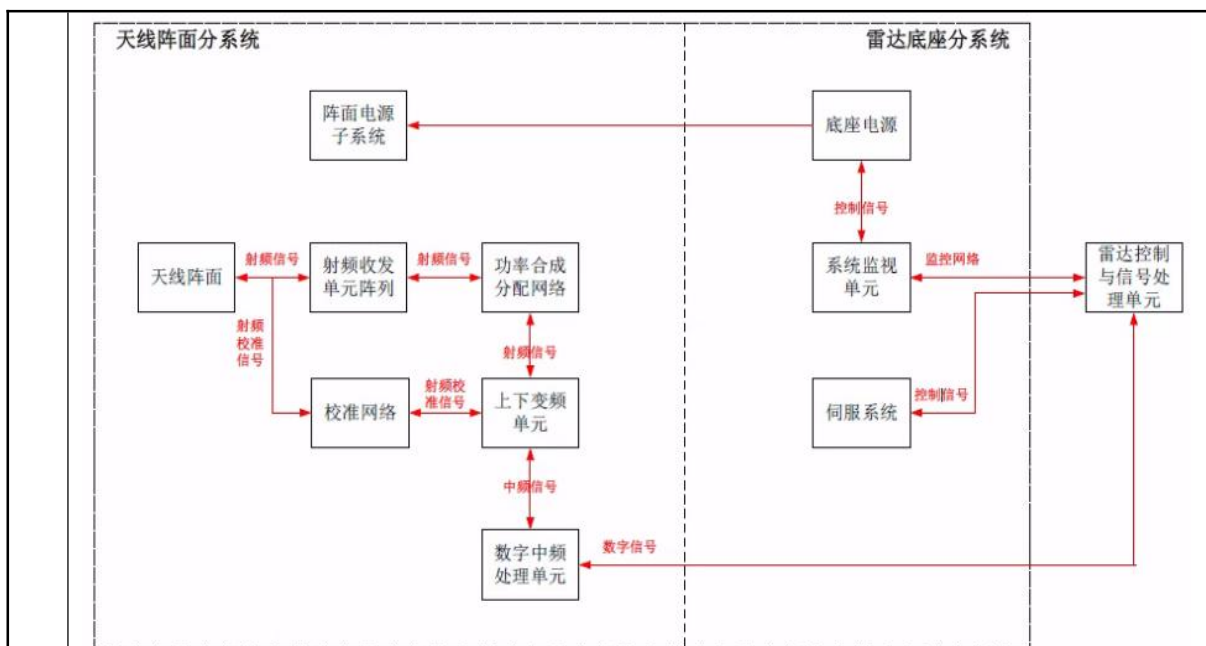 天线阵面分系统
雷达底座分系统
阵面电源
子系统
底座电源
控制信号
天线阵面
射频信号
射频收发
单元阵列
射频信号
功率合成
分配网络
系统监视
单元
监控网络
雷达控制
与信号处
理单元
射频
校准
信号
射频信号
校准网络
射频校
准信号
上下变频
单元
伺服系统
控制信号
中频信号
数字中频
处理单元
数字信号